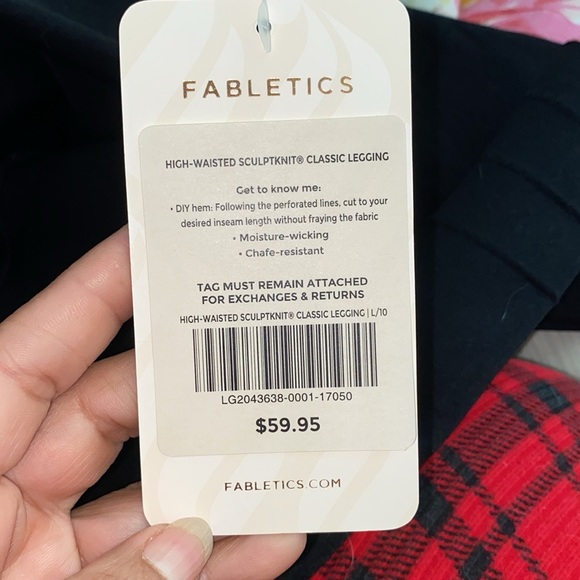 FABLETICS
HIGH-WAISTED SCULPTKNIT® CLASSIC LEGGING
Get to know me:
• DIY hem: Following the perforated lines, cut to your
desired inseam length without fraying the fabric
• Moisture-wicking
• Chafe-resistant
TAG MUST REMAIN ATTACHED
FOR EXCHANGES & RETURNS
HIGH-WAISTED SCULPTKNIT® CLASSIC LEGGING | L/10
LG2043638-0001-17050
$59.95
FABLETICS.COM